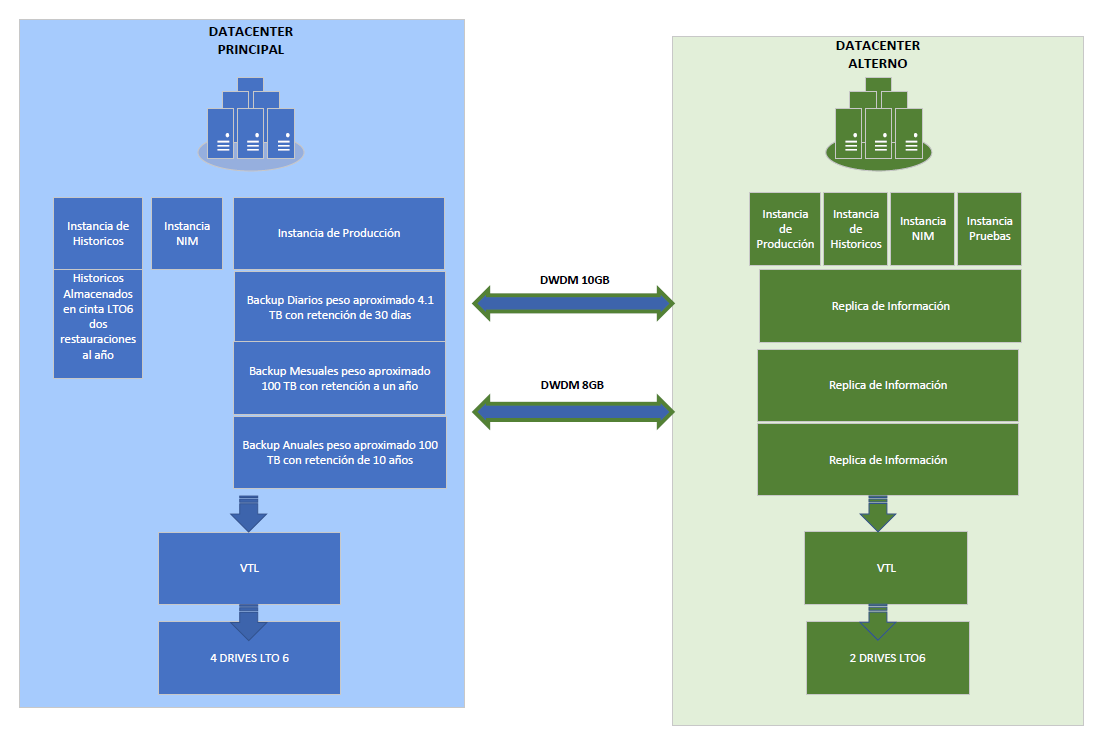 DATACENTER
PRINCIPAL
Instancia de
Historicos
Instancia
NIM
Instancia de Producción
Historicos
Almacenados
en cinta LTO6
dos
restauraciones
al año
Backup Diarios peso aproximado 4.1
TB con retención de 30 dias
Backup Mesuales peso aproximado
100 TB con retención a un año
Backup Anuales peso aproximado 100
TB con retención de 10 años
VTL
4 DRIVES LTO 6
DWDM 10GB
DWDM 8GB
DATACENTER
ALTERNO
Instancia
de
Producción
Instancia
de
Historicos
Instancia
NIM
Instancia
Pruebas
Replica de Información
Replica de Información
Replica de Información
VTL
2 DRIVES LTO6